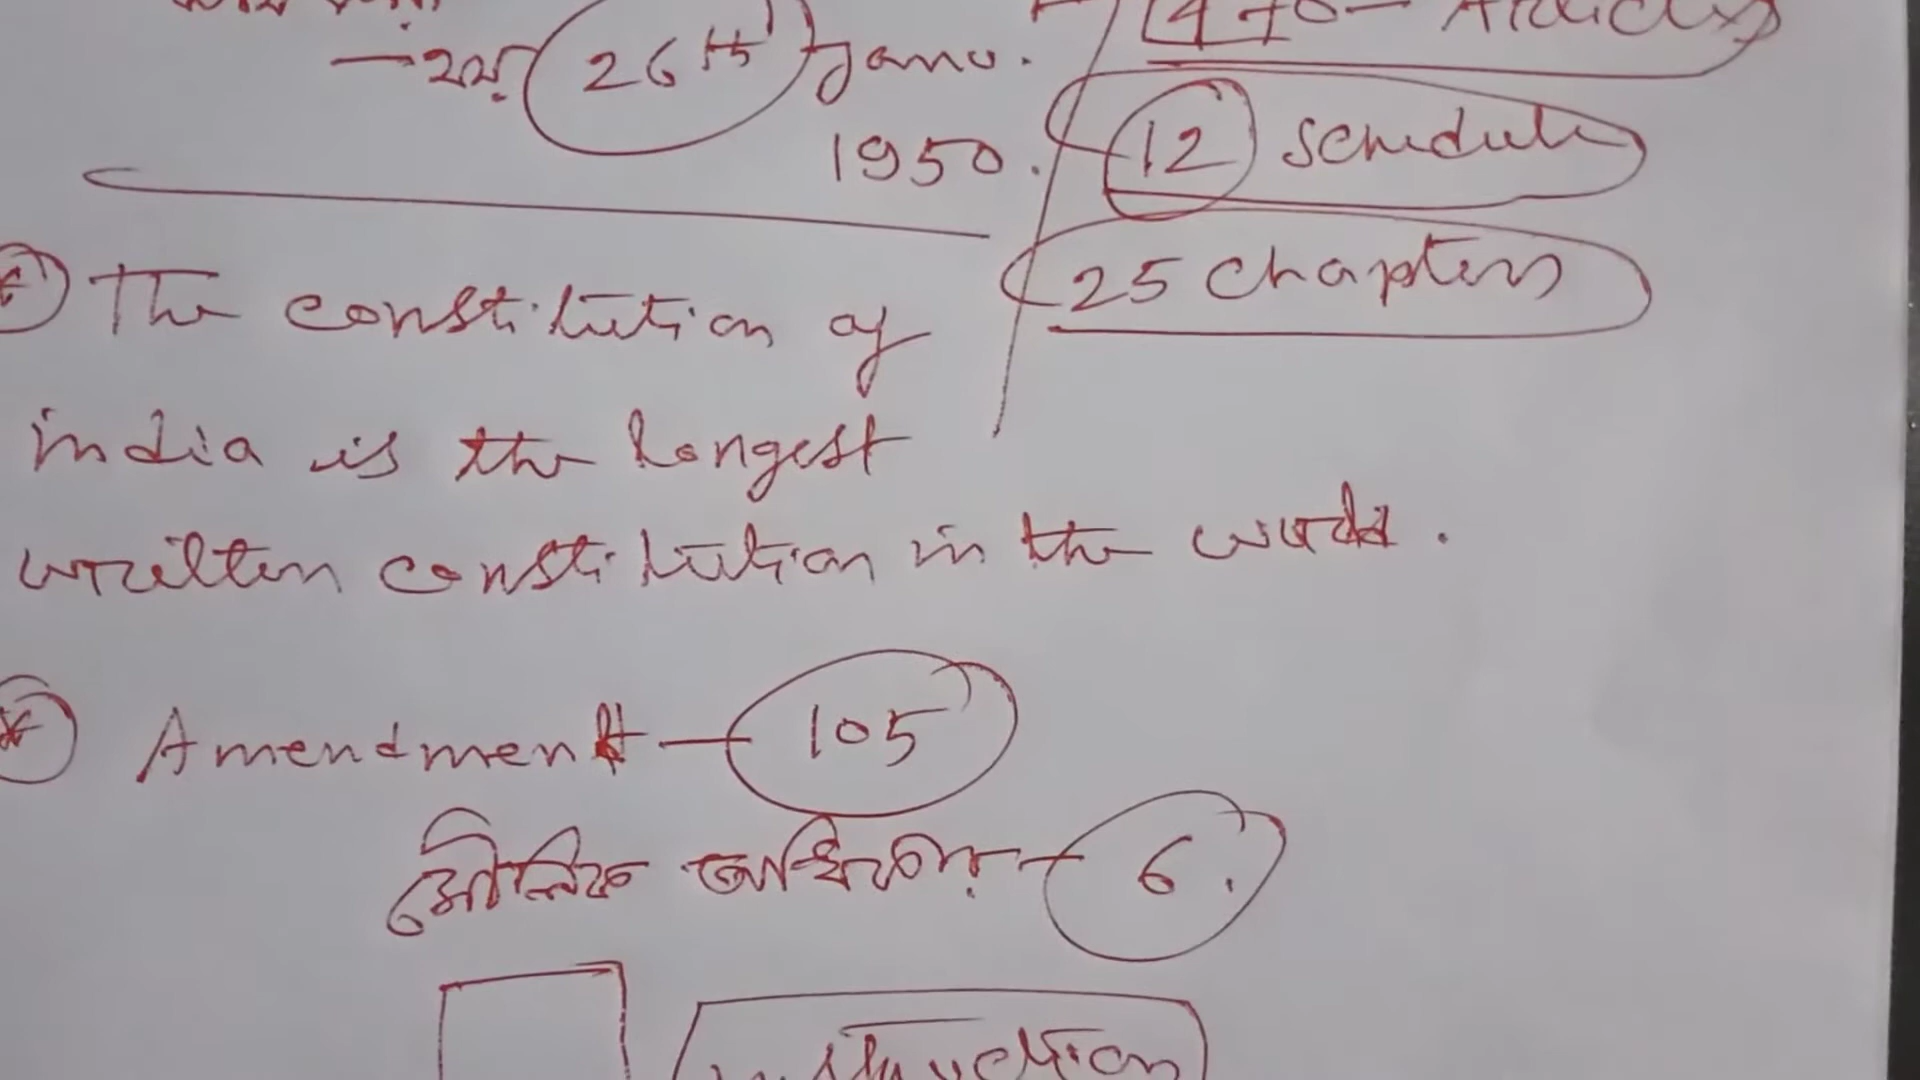 হয় 26th janu.
1950.
470 - Articles
12 schedule
25 chapters
The constitution of
india is the longest
written constitution in the world.
Amendment - 105
মৌলিক অধিকার - 6.